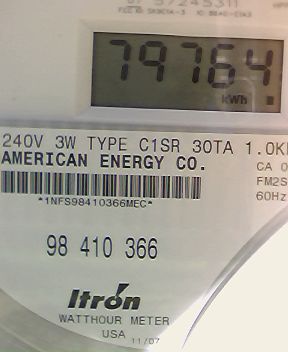 79764
kWh
240V 3W TYPE C1SR 30TA 1.0K
AMERICAN ENERGY CO.
CA 0
*1NFS98410366MEC*
FM2S
60Hz
98 410 366
Itrón
WATTHOUR METER
USA 11/07